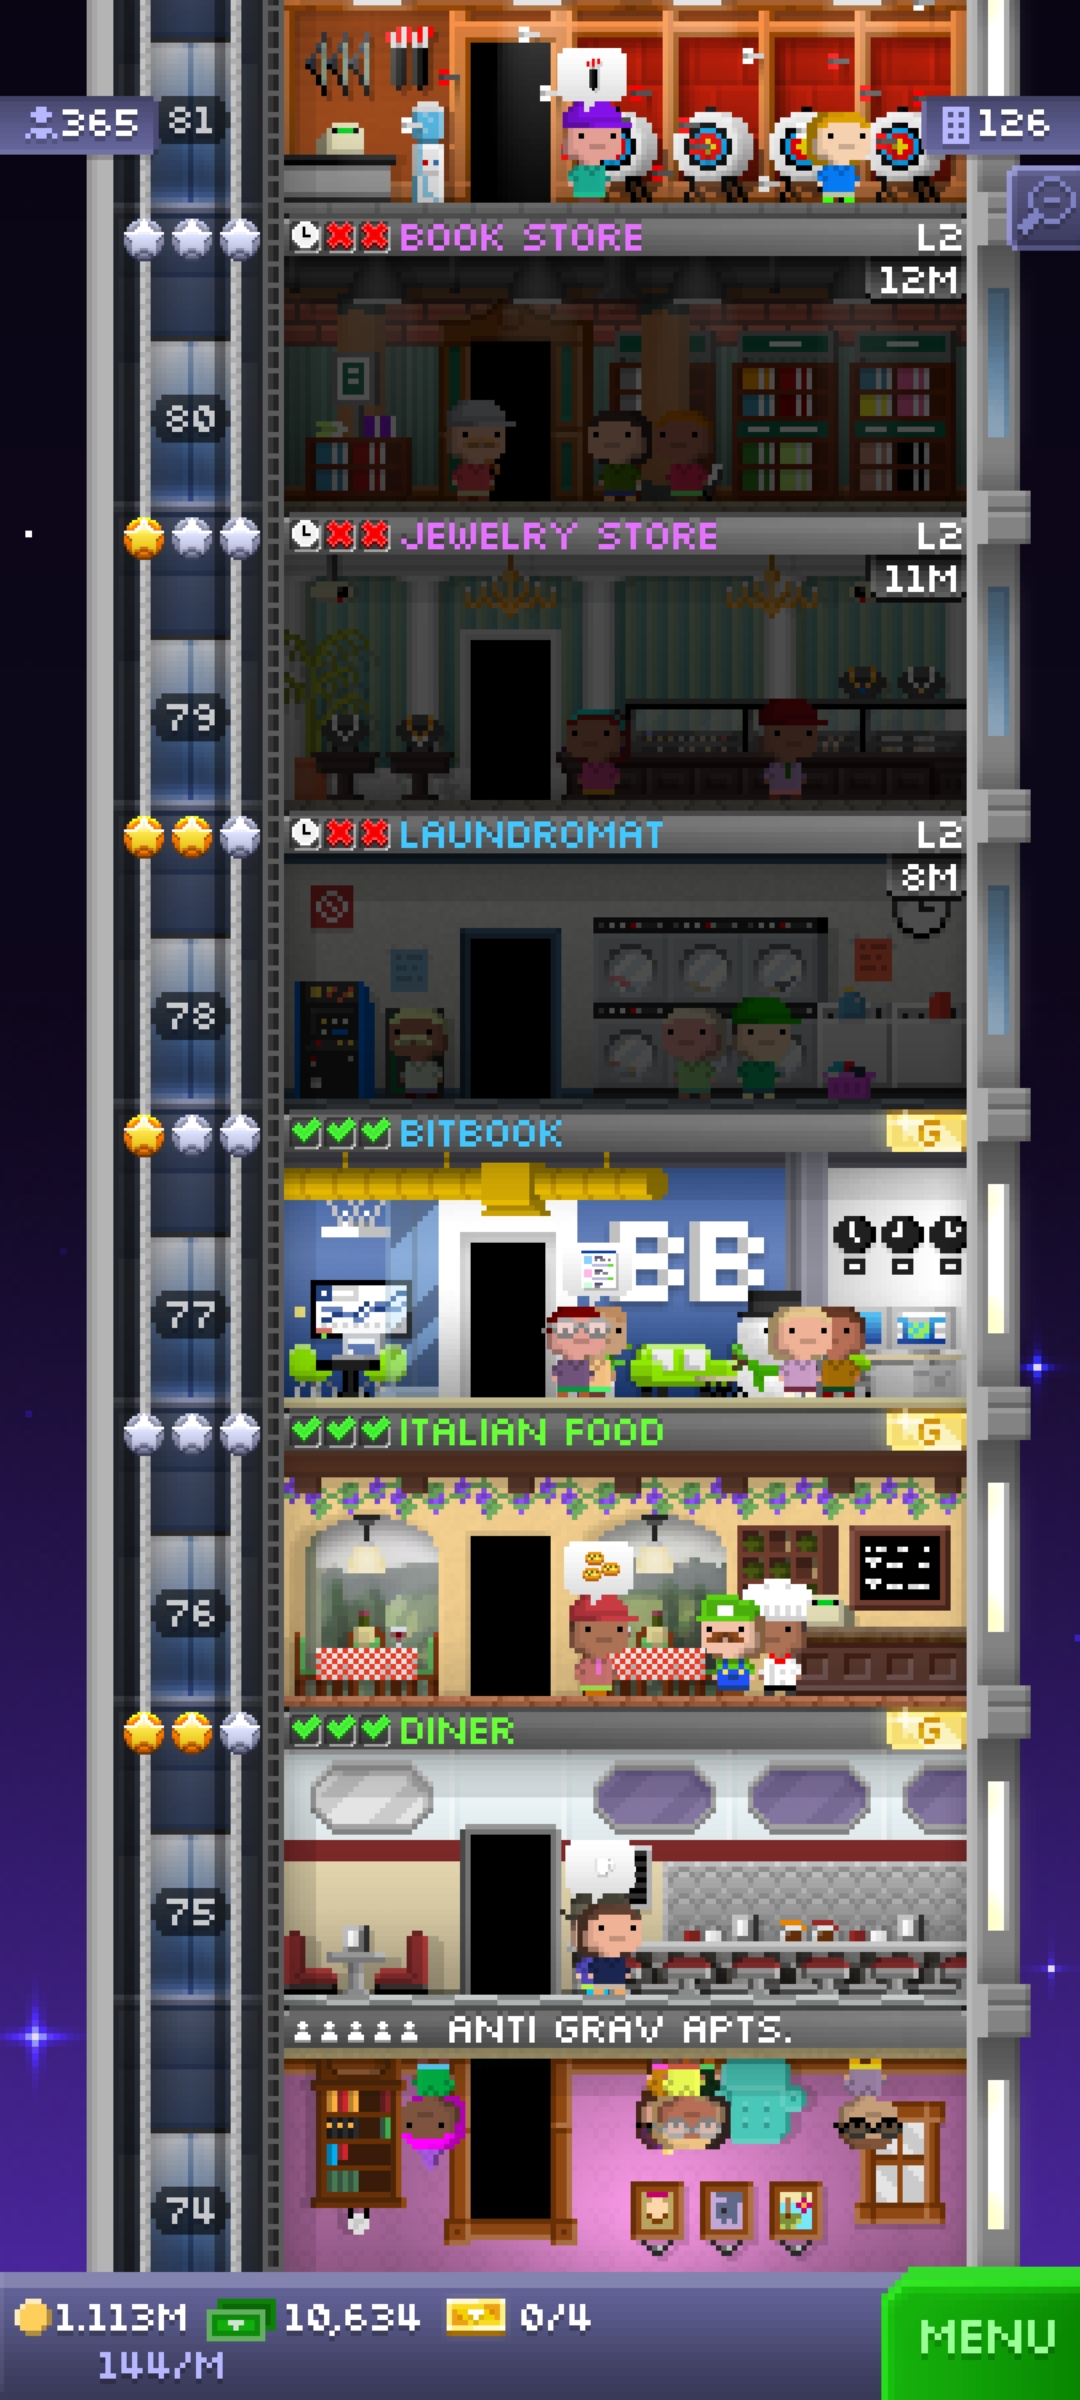 365
81
126
BOOK STORE L2
12M
80
JEWELRY STORE L2
11M
79
LAUNDROMAT L2
8M
78
BITBOOK G
BB
77
ITALIAN FOOD G
76
DINER G
75
ANTI GRAV APTS.
74
1.113M 10,634 0/4
144/M
MENU